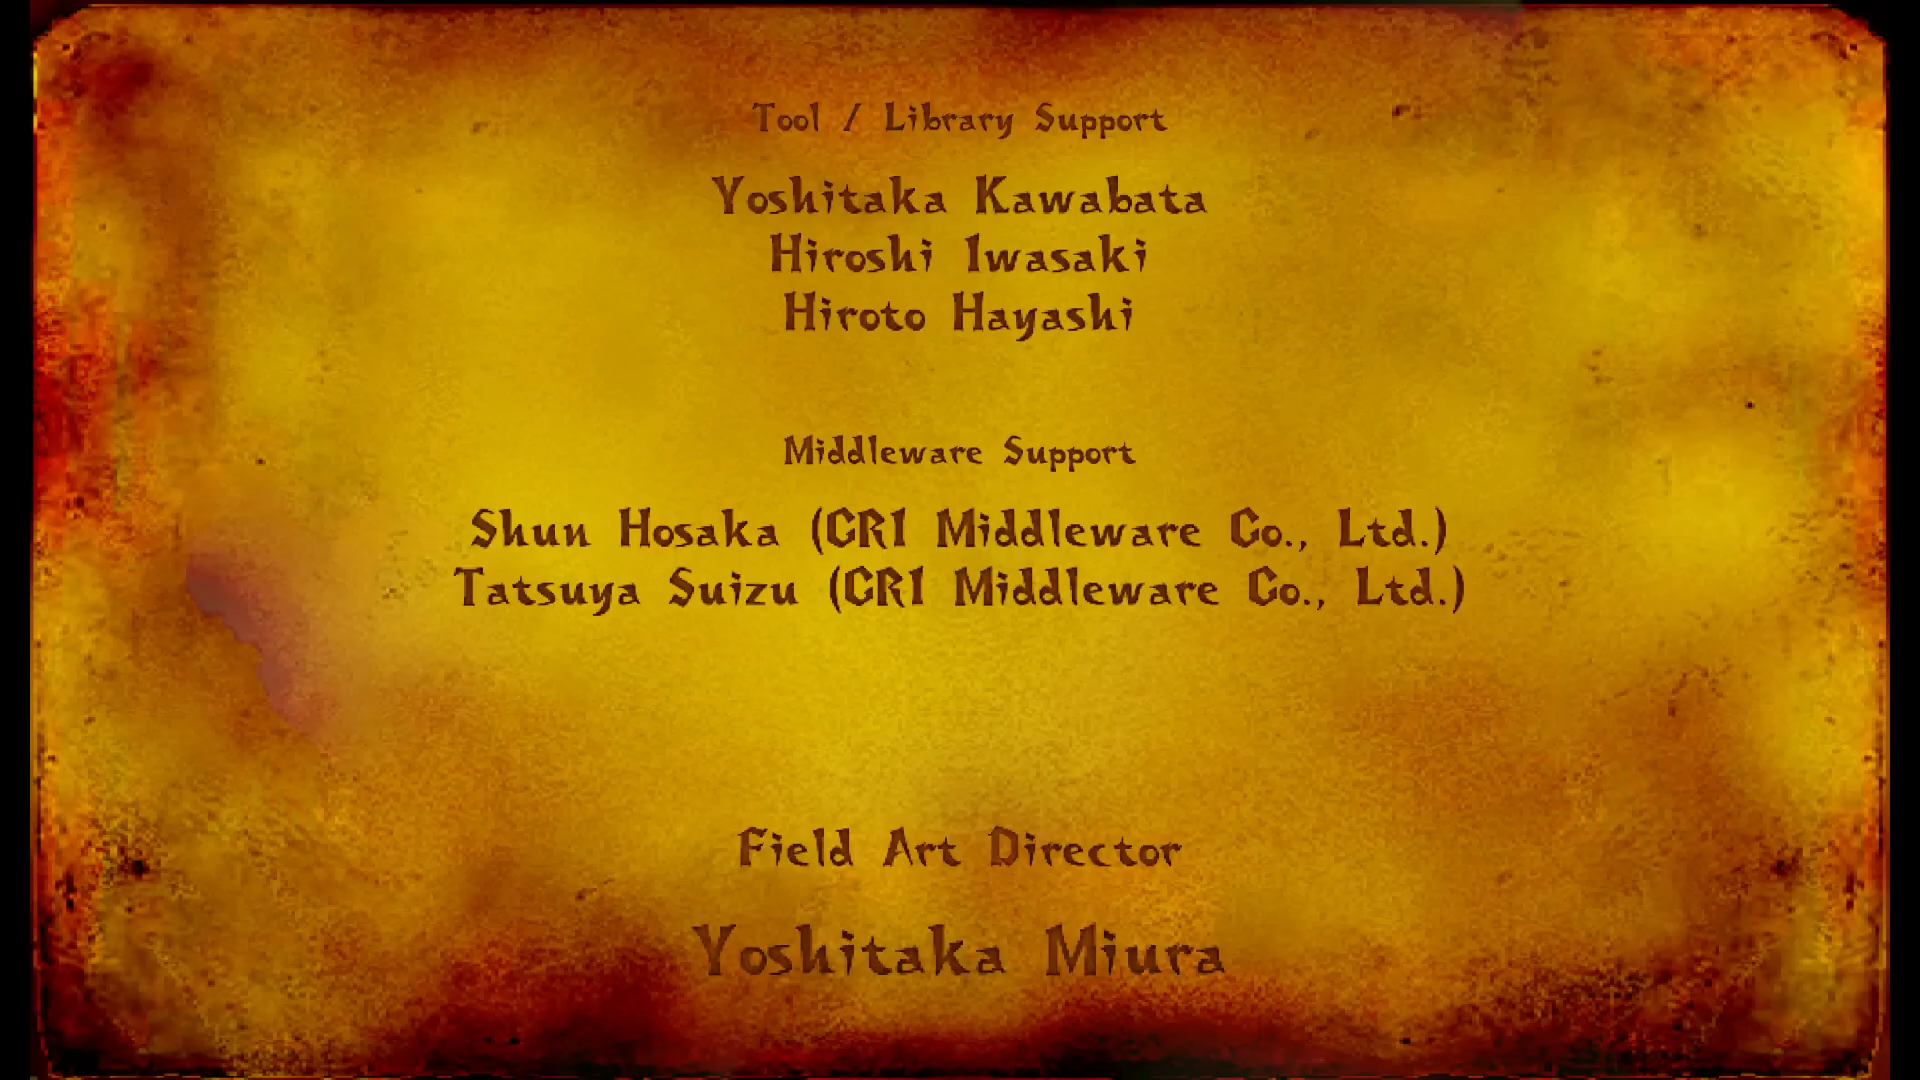 Tool / Library Support
Yoshitaka Kawabata
Hiroshi Iwasaki
Hiroto Hayashi
Middleware Support
Shun Hosaka (CRI Middleware Co., Ltd.)
Tatsuya Suizu (CRI Middleware Co., Ltd.)
Field Art Director
Yoshitaka Miura